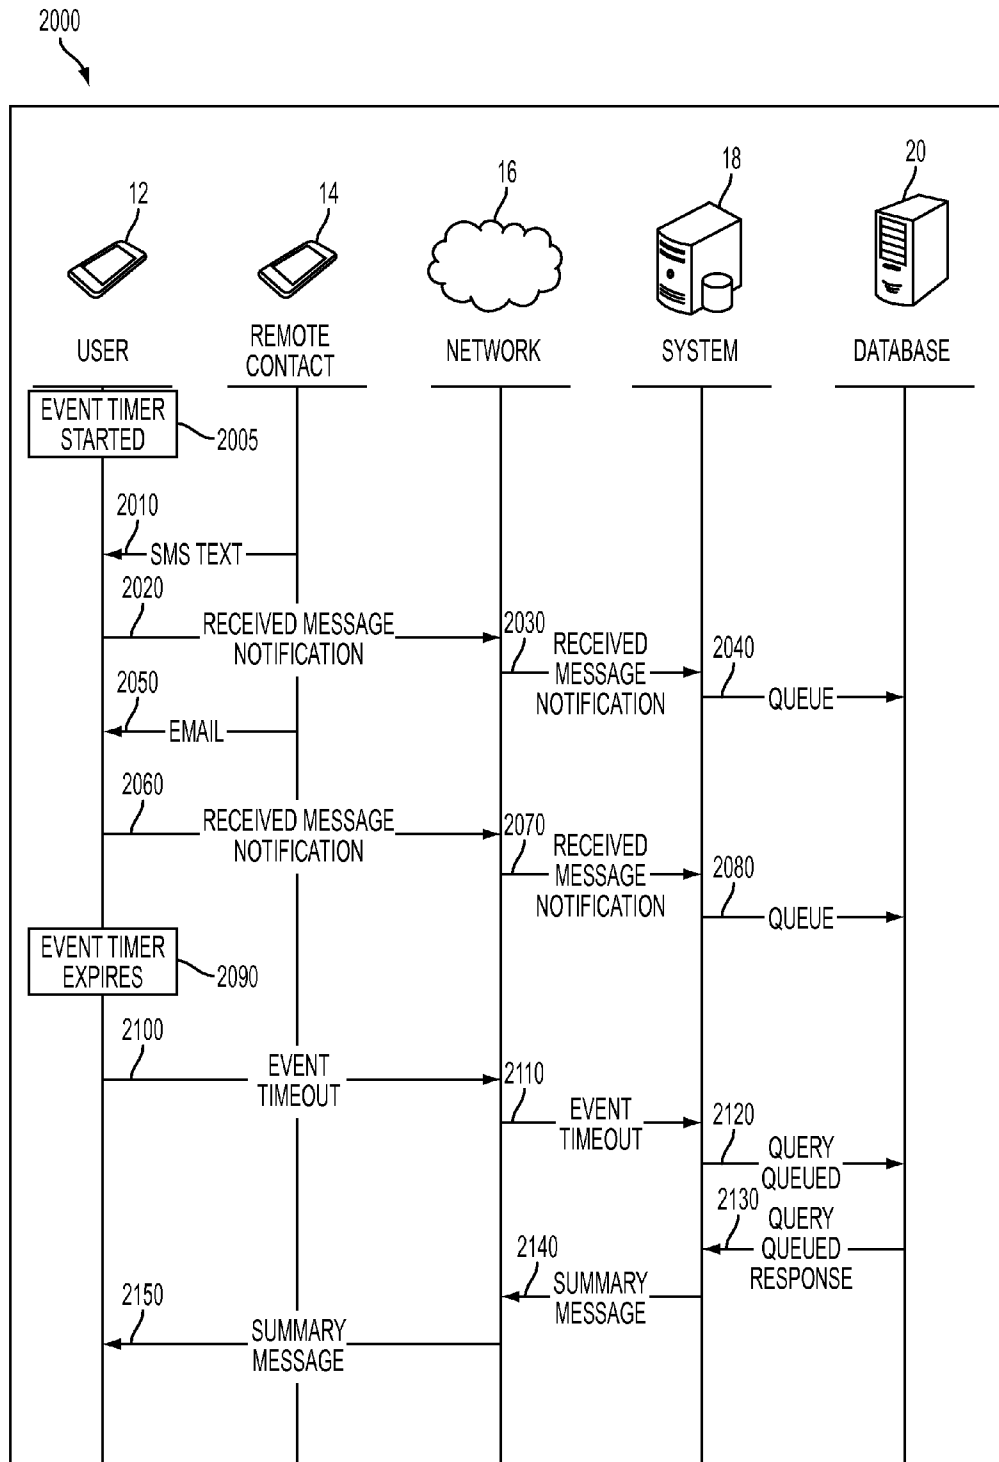 2000
12
14
16
18
20
USER
REMOTE
CONTACT
NETWORK
SYSTEM
DATABASE
EVENT TIMER
STARTED
2005
2010
SMS TEXT
2020
RECEIVED MESSAGE
NOTIFICATION
2030
RECEIVED
MESSAGE
NOTIFICATION
2040
QUEUE
2050
EMAIL
2060
RECEIVED MESSAGE
NOTIFICATION
2070
RECEIVED
MESSAGE
NOTIFICATION
2080
QUEUE
EVENT TIMER
EXPIRES
2090
2100
EVENT
TIMEOUT
2110
EVENT
TIMEOUT
2120
QUERY
QUEUED
2130
QUERY
QUEUED
RESPONSE
2140
SUMMARY
MESSAGE
2150
SUMMARY
MESSAGE